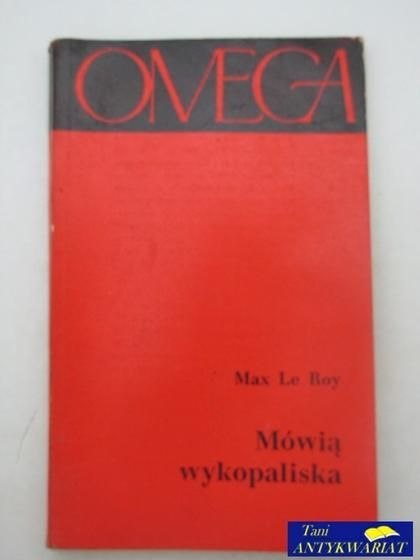 OMEGA
Max Le Roy
Mówią
wykopaliska
Tani
ANTYKWARIAT